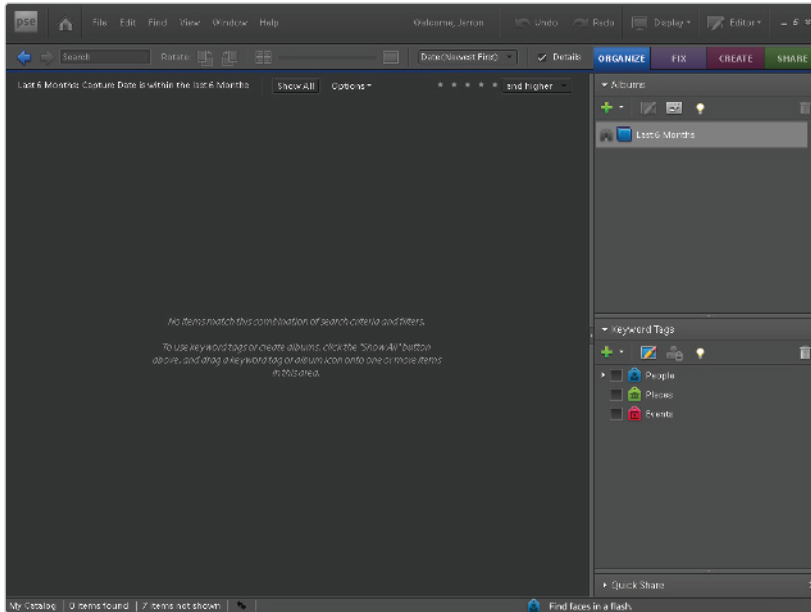 pse File Edit Find View Window Help Welcome, Jerron Undo Redo Display Editor
Search Rotate: Date (Newest First) Details ORGANIZE FIX CREATE SHARE
Last 6 Months: Capture Date is within the last 6 Months Show All Options and higher
Albums
Last 6 Months
No items match this combination of search criteria and filters.
To use keyword tags or create albums, click the "Show All" button
above, and drag a keyword tag or album icon onto one or more items
in this area.
Keyword Tags
People
Places
Events
Quick Share
My Catalog 0 items found 7 items not shown Find faces in a flash.